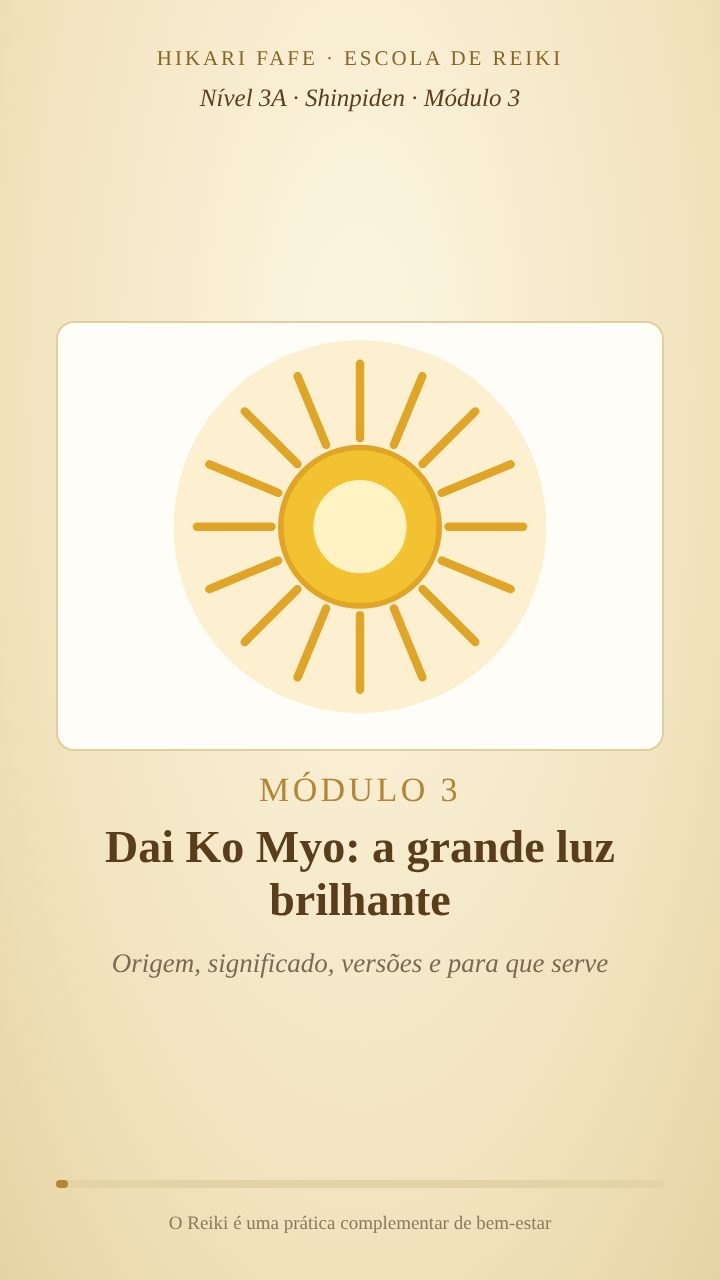 HIKARI FAFE · ESCOLA DE REIKI
Nível 3A · Shinpiden · Módulo 3
MÓDULO 3
Dai Ko Myo: a grande luz
brilhante
Origem, significado, versões e para que serve
O Reiki é uma prática complementar de bem-estar